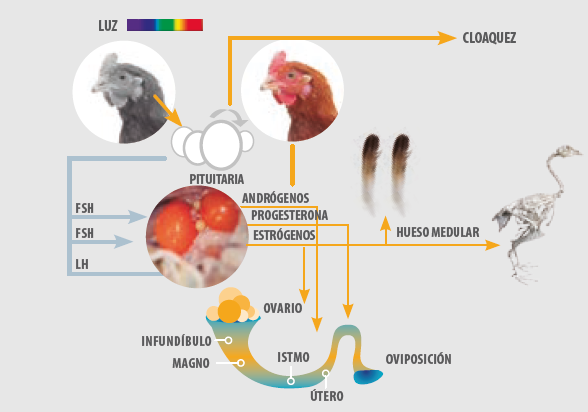 LUZ
CLOAQUEZ
PITUITARIA
ANDRÓGENOS
FSH
PROGESTERONA
FSH
ESTRÓGENOS
HUESO MEDULAR
LH
OVARIO
INFUNDÍBULO
MAGNO
ISTMO
OVIPOSICIÓN
ÚTERO